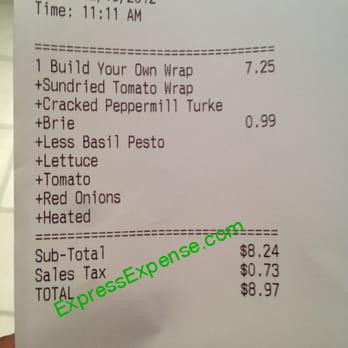 Time: 11:11 AM
==============================
1 Build Your Own Wrap 7.25
+Sundried Tomato Wrap
+Cracked Peppermill Turke
+Brie 0.99
+Less Basil Pesto
+Lettuce
+Tomato
+Red Onions
+Heated
==============================
Sub-Total $8.24
Sales Tax $0.73
TOTAL $8.97
ExpressExpense.com